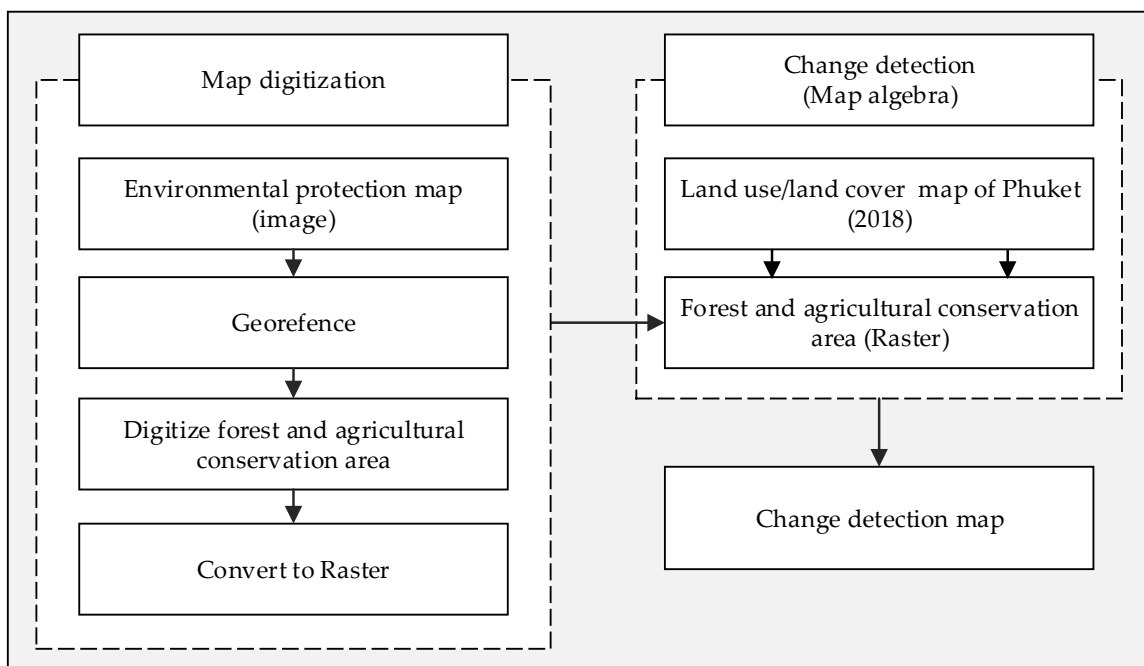 Map digitization
Environmental protection map
(image)
Georefence
Digitize forest and agricultural
conservation area
Convert to Raster
Change detection
(Map algebra)
Land use/land cover map of Phuket
(2018)
Forest and agricultural conservation
area (Raster)
Change detection map